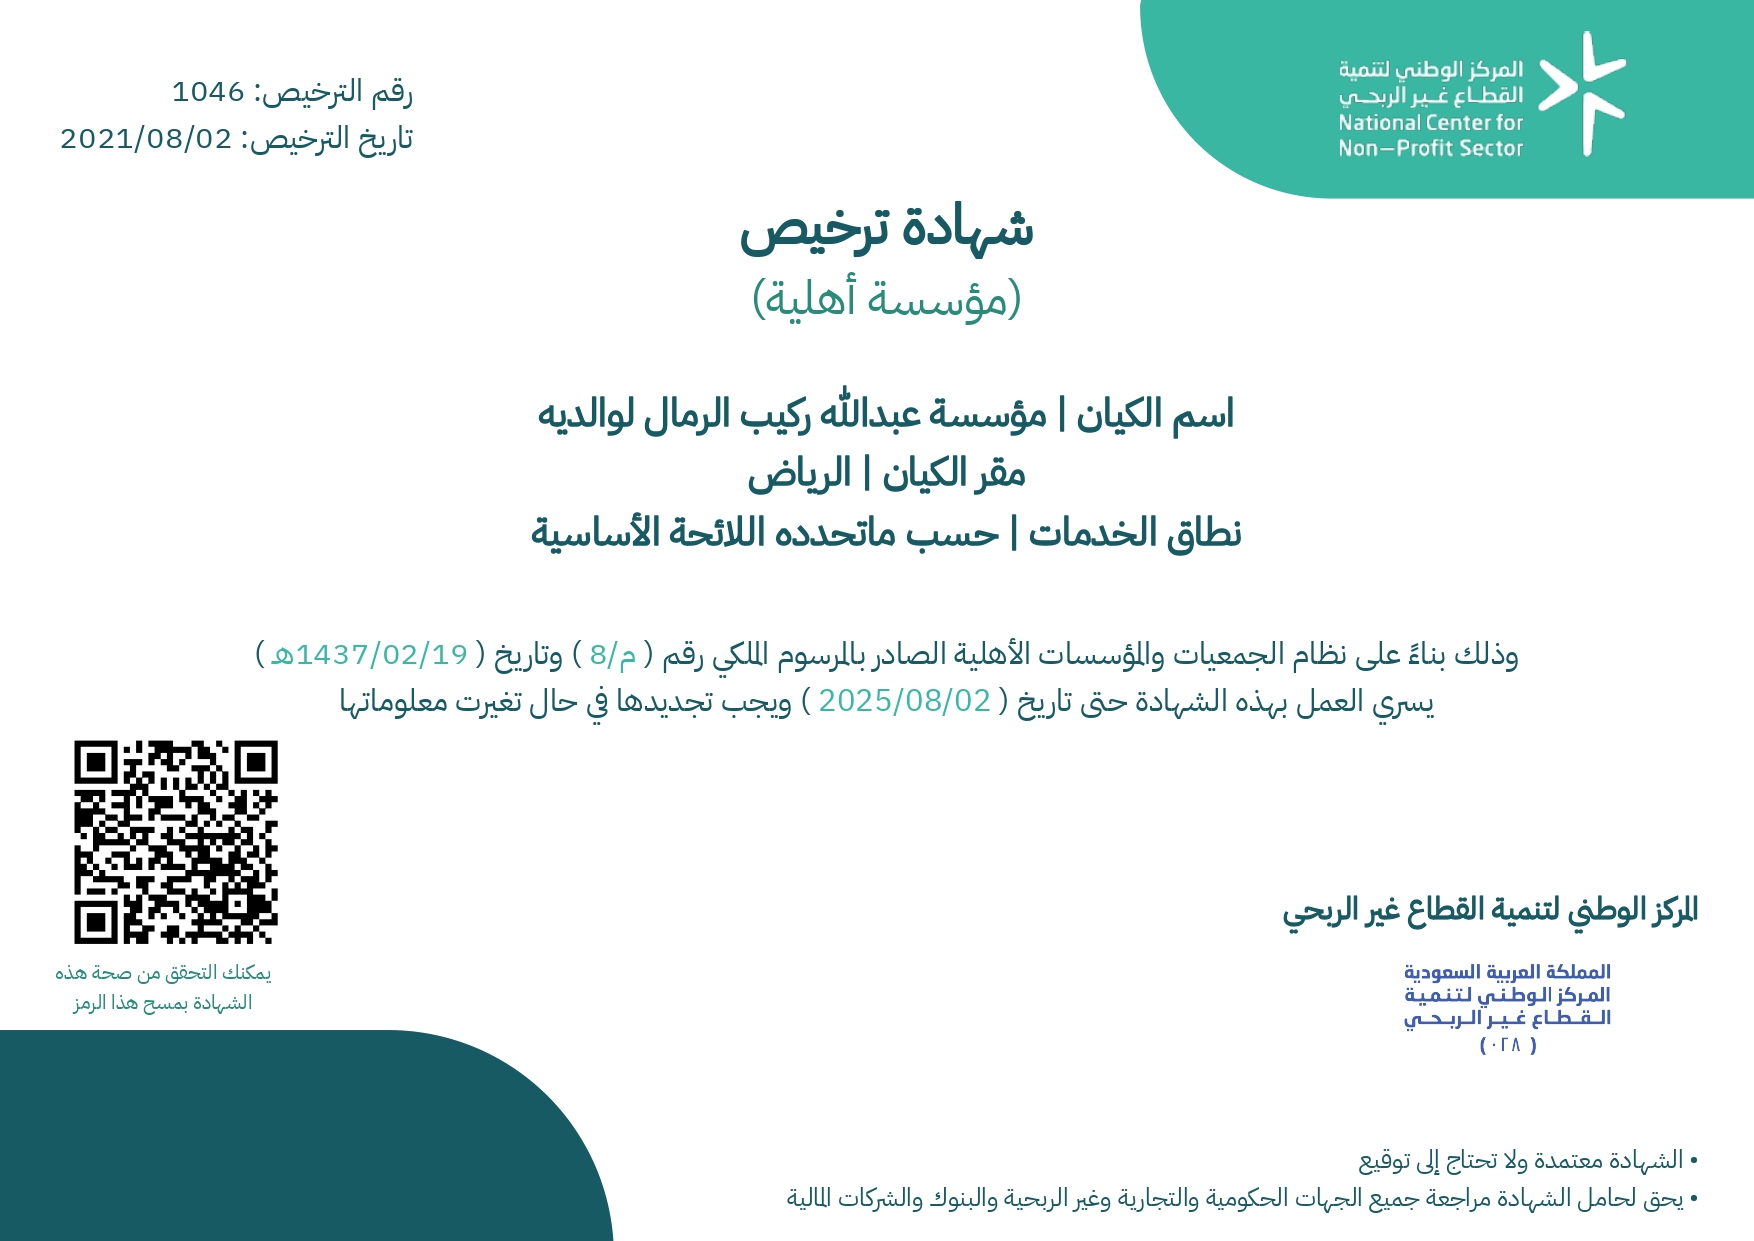 المركز الوطني لتنمية
القطاع غير الربحي
National Center for
Non-Profit Sector
رقم الترخيص: 1046
تاريخ الترخيص: 2021/08/02
شهادة ترخيص
(مؤسسة أهلية)
اسم الكيان | مؤسسة عبدالله ركيب الرمال لوالديه
مقر الكيان | الرياض
نطاق الخدمات | حسب ماتحدده اللائحة الأساسية
وذلك بناءً على نظام الجمعيات والمؤسسات الأهلية الصادر بالمرسوم الملكي رقم ( م/8 ) وتاريخ ( 1437/02/19هـ )
يسري العمل بهذه الشهادة حتى تاريخ ( 2025/08/02 ) ويجب تجديدها في حال تغيرت معلوماتها
يمكنك التحقق من صحة هذه
الشهادة بمسح هذا الرمز
المركز الوطني لتنمية القطاع غير الربحي
المملكة العربية السعودية
المركز الوطني لتنمية
القطاع غير الربحي
( ٠٢٨ )
• الشهادة معتمدة ولا تحتاج إلى توقيع
• يحق لحامل الشهادة مراجعة جميع الجهات الحكومية والتجارية وغير الربحية والبنوك والشركات المالية